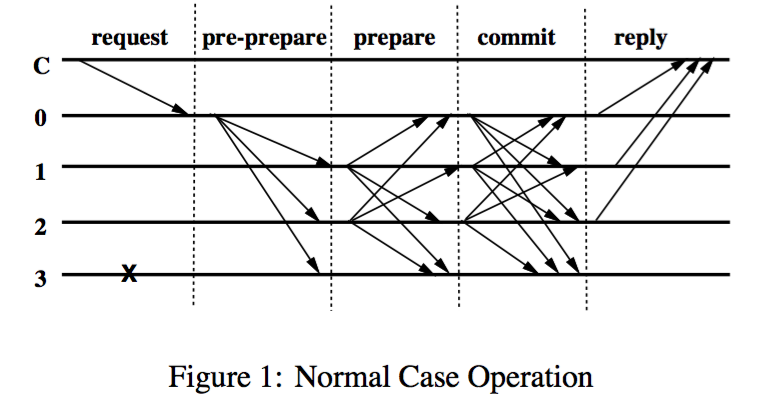 request pre-prepare prepare commit reply
C
0
1
2
3 X
Figure 1: Normal Case Operation